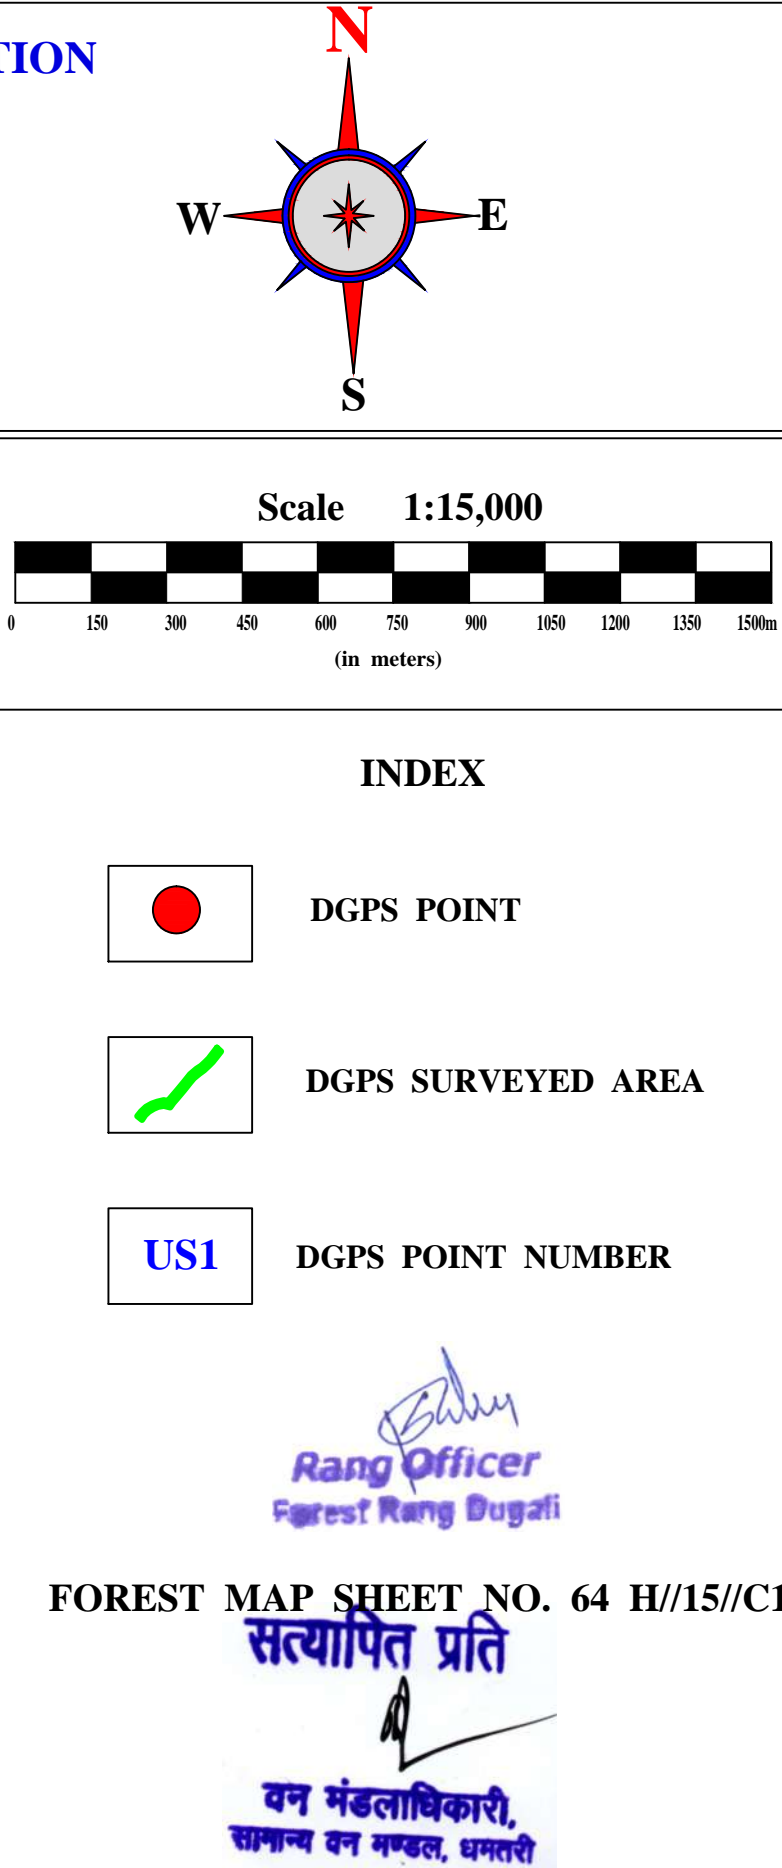 TION
N
W E
S
Scale 1:15,000
0 150 300 450 600 750 900 1050 1200 1350 1500m
(in meters)
INDEX
DGPS POINT
DGPS SURVEYED AREA
US1 DGPS POINT NUMBER
Rang Officer
Forest Rang Dugali
FOREST MAP SHEET NO. 64 H//15//C1
सत्यापित प्रति
वन मंडलाधिकारी,
सामान्य वन मण्डल, धमतरी